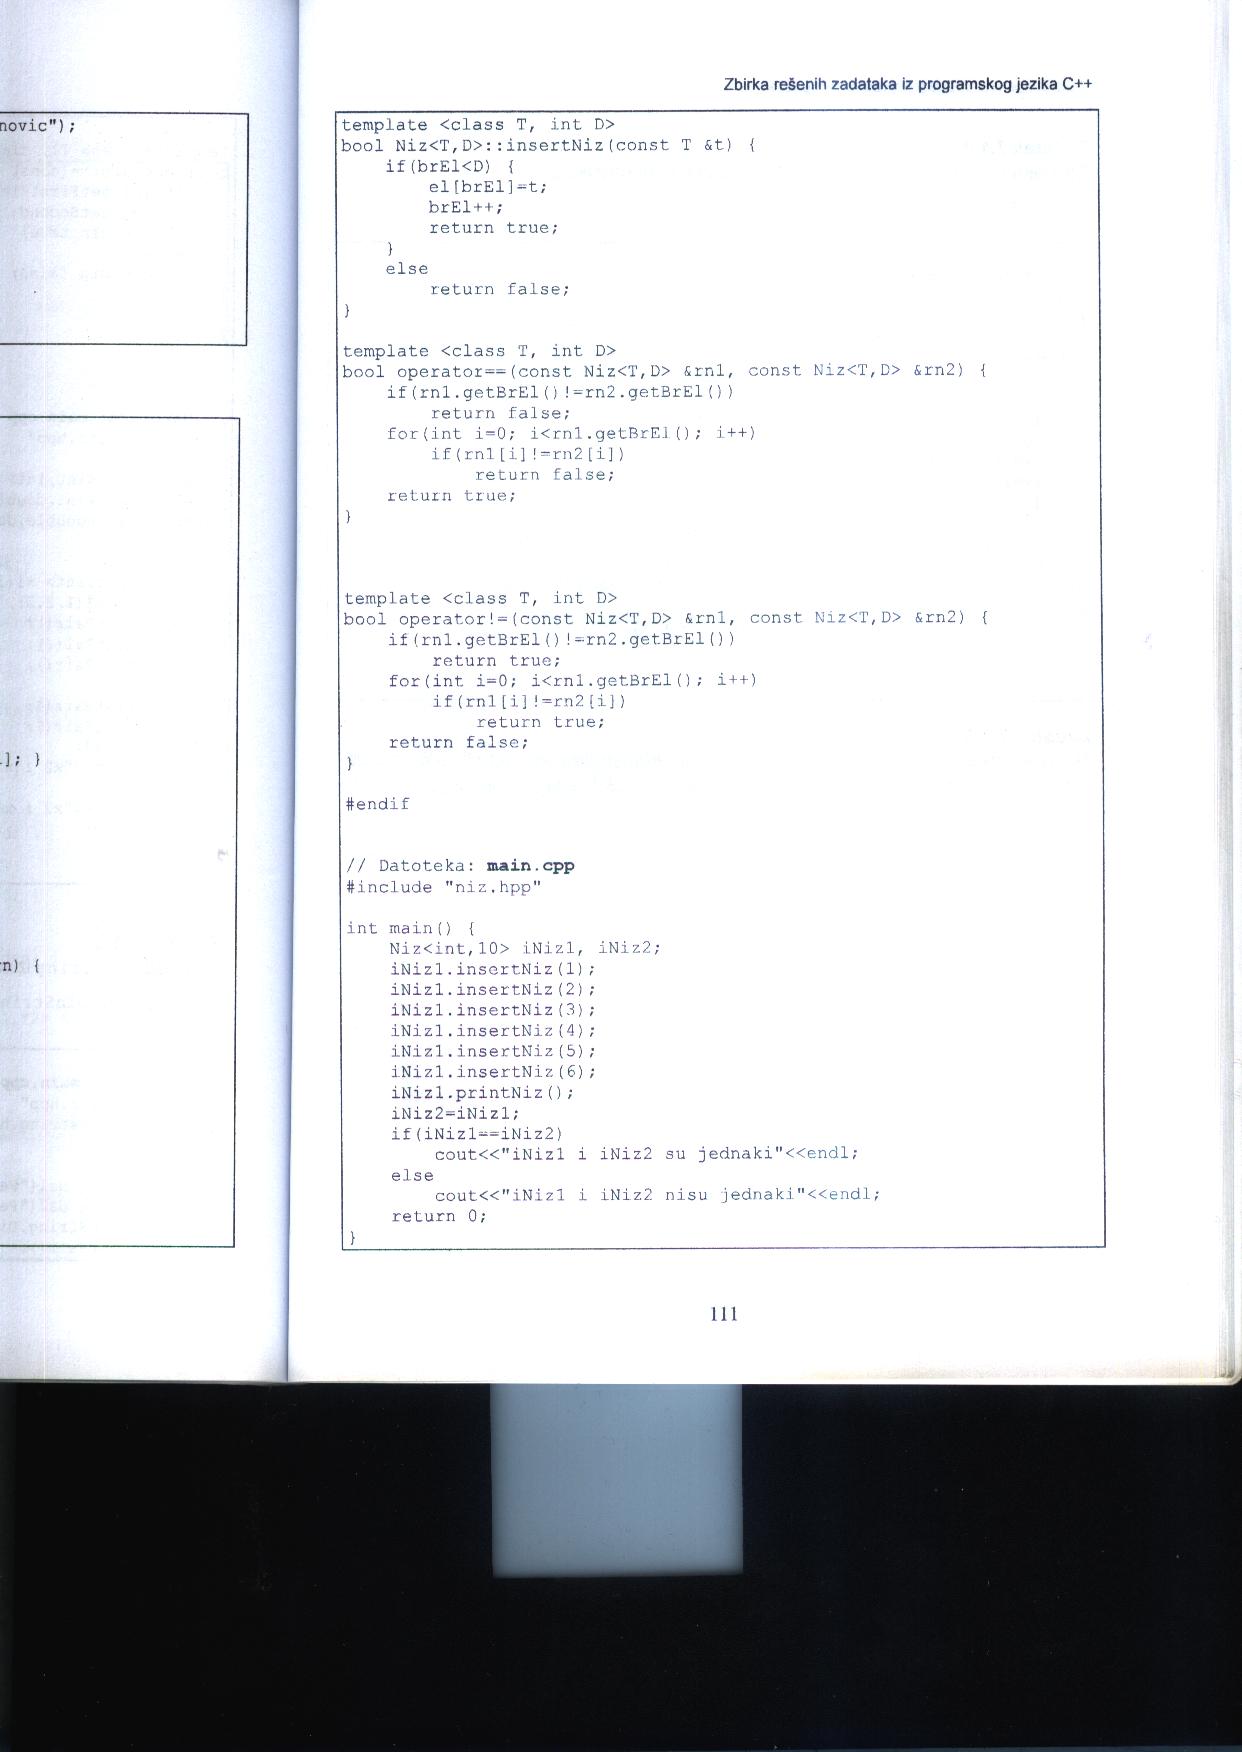 novic");
.]; }
n) {
Zbirka rešenih zadataka iz programskog jezika C++
template <class T, int D>
bool Niz<T,D>::insertNiz(const T &t) {
    if(brEl<D) {
        el[brEl]=t;
        brEl++;
        return true;
    }
    else
        return false;
}
template <class T, int D>
bool operator==(const Niz<T,D> &rn1, const Niz<T,D> &rn2) {
    if(rn1.getBrEl()!=rn2.getBrEl())
        return false;
    for(int i=0; i<rn1.getBrEl(); i++)
        if(rn1[i]!=rn2[i])
            return false;
    return true;
}
template <class T, int D>
bool operator!=(const Niz<T,D> &rn1, const Niz<T,D> &rn2) {
    if(rn1.getBrEl()!=rn2.getBrEl())
        return true;
    for(int i=0; i<rn1.getBrEl(); i++)
        if(rn1[i]!=rn2[i])
            return true;
    return false;
}
#endif
// Datoteka: main.cpp
#include "niz.hpp"
int main() {
    Niz<int,10> iNiz1, iNiz2;
    iNiz1.insertNiz(1);
    iNiz1.insertNiz(2);
    iNiz1.insertNiz(3);
    iNiz1.insertNiz(4);
    iNiz1.insertNiz(5);
    iNiz1.insertNiz(6);
    iNiz1.printNiz();
    iNiz2=iNiz1;
    if(iNiz1==iNiz2)
        cout<<"iNiz1 i iNiz2 su jednaki"<<endl;
    else
        cout<<"iNiz1 i iNiz2 nisu jednaki"<<endl;
    return 0;
}
111